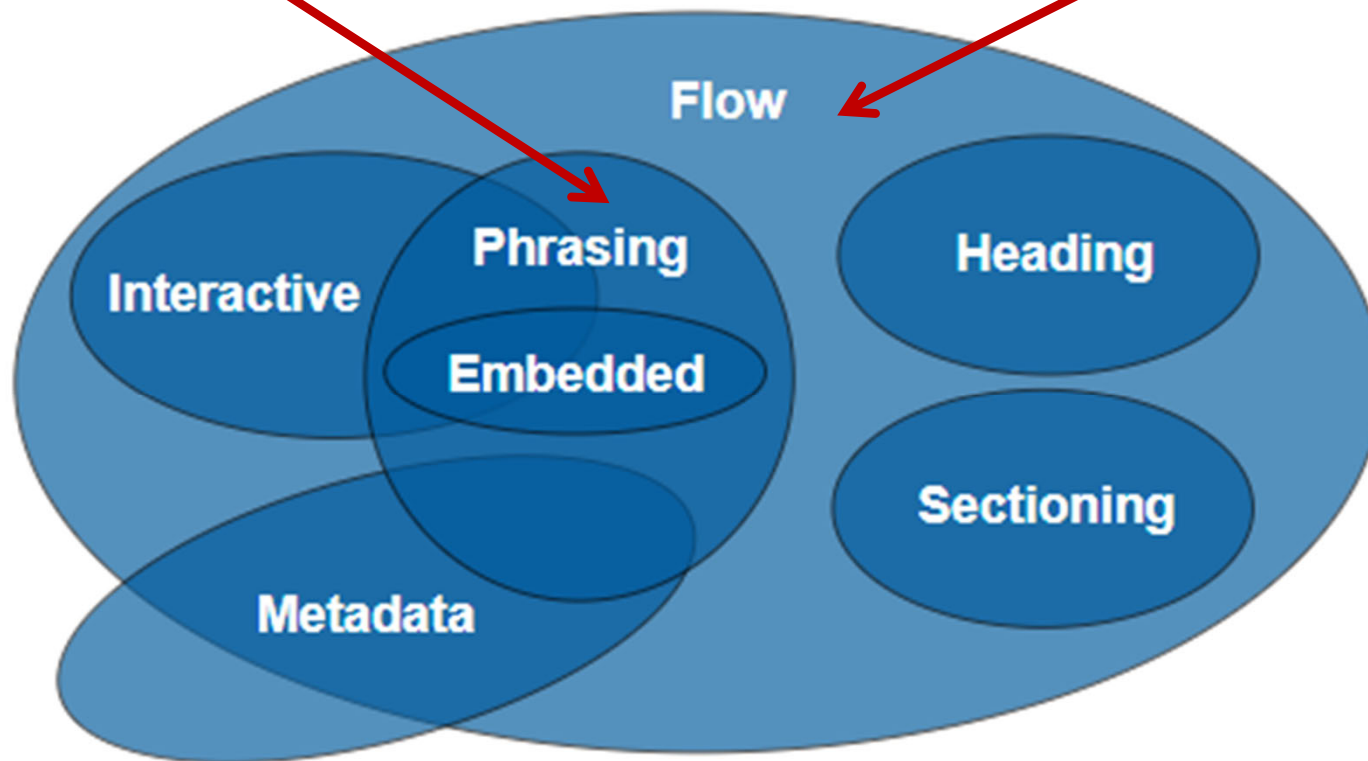 Flow
Phrasing
Heading
Interactive
Embedded
Sectioning
Metadata